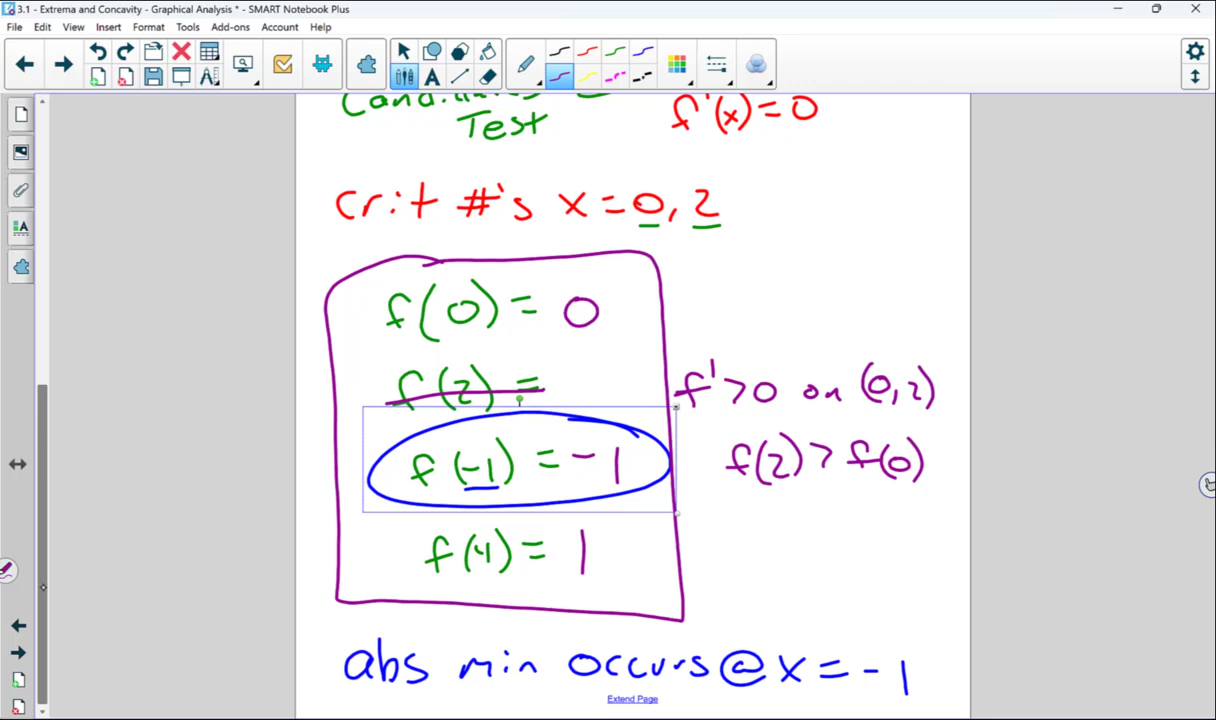 3.1 - Extrema and Concavity - Graphical Analysis * - SMART Notebook Plus
File Edit View Insert Format Tools Add-ons Account Help
Test
f'(x)=0
crit #'s x=0,2
f(0)=0
f(2)=
f'>0 on (0,2)
f(-1)=-1
f(2)>f(0)
f(4)=1
abs min occurs@x=-1
Extend Page